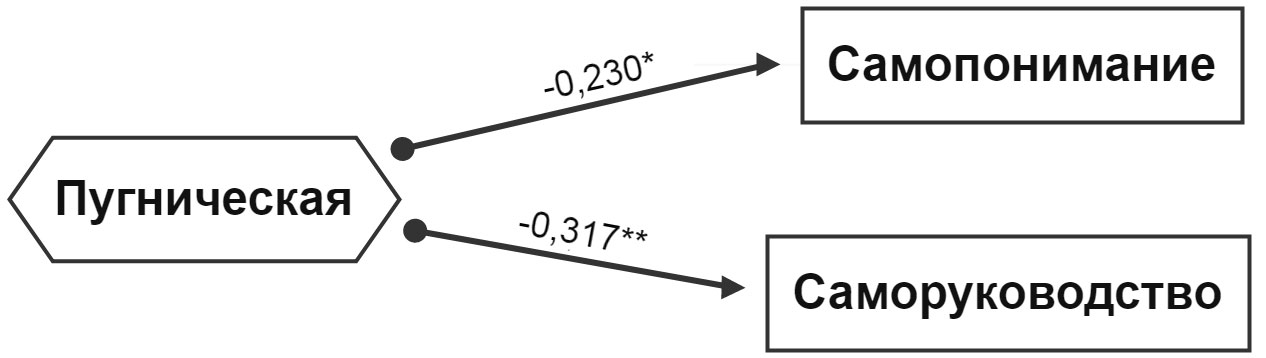 Самопонимание
-0,230*
Пугническая
-0,317**
Саморуководство